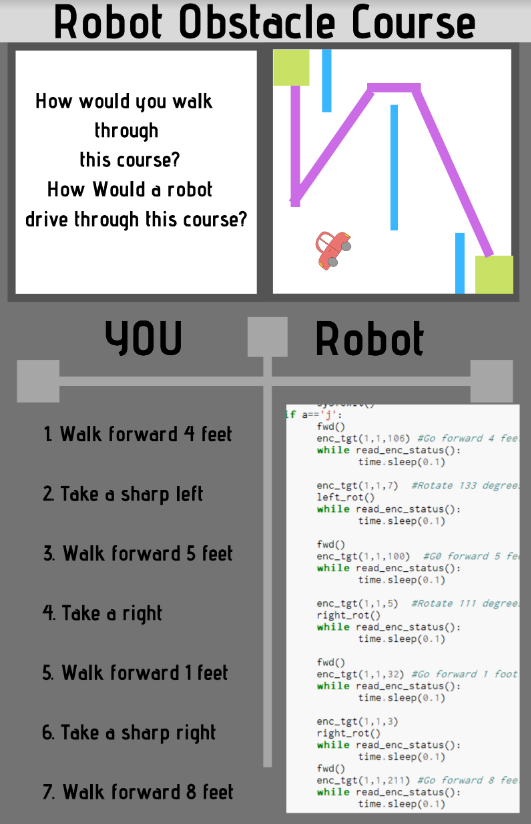 Robot Obstacle Course
How would you walk
through
this course?
How Would a robot
drive through this course?
YOU
Robot
1. Walk forward 4 feet
2. Take a sharp left
3. Walk forward 5 feet
4. Take a right
5. Walk forward 1 feet
6. Take a sharp right
7. Walk forward 8 feet
if a=='j':
fwd()
enc_tgt(1,1,106) #Go forward 4 fee
while read_enc_status():
time.sleep(0.1)
enc_tgt(1,1,7) #Rotate 133 degree
left_rot()
while read_enc_status():
time.sleep(0.1)
fwd()
enc_tgt(1,1,100) #G0 forward 5 fe
while read_enc_status():
time.sleep(0.1)
enc_tgt(1,1,5) #Rotate 111 degree
right_rot()
while read_enc_status():
time.sleep(0.1)
fwd()
enc_tgt(1,1,32) #Go forward 1 foot
while read_enc_status():
time.sleep(0.1)
enc_tgt(1,1,3)
right_rot()
while read_enc_status():
time.sleep(0.1)
fwd()
enc_tgt(1,1,211) #Go forward 8 fee
while read_enc_status():
time.sleep(0.1)